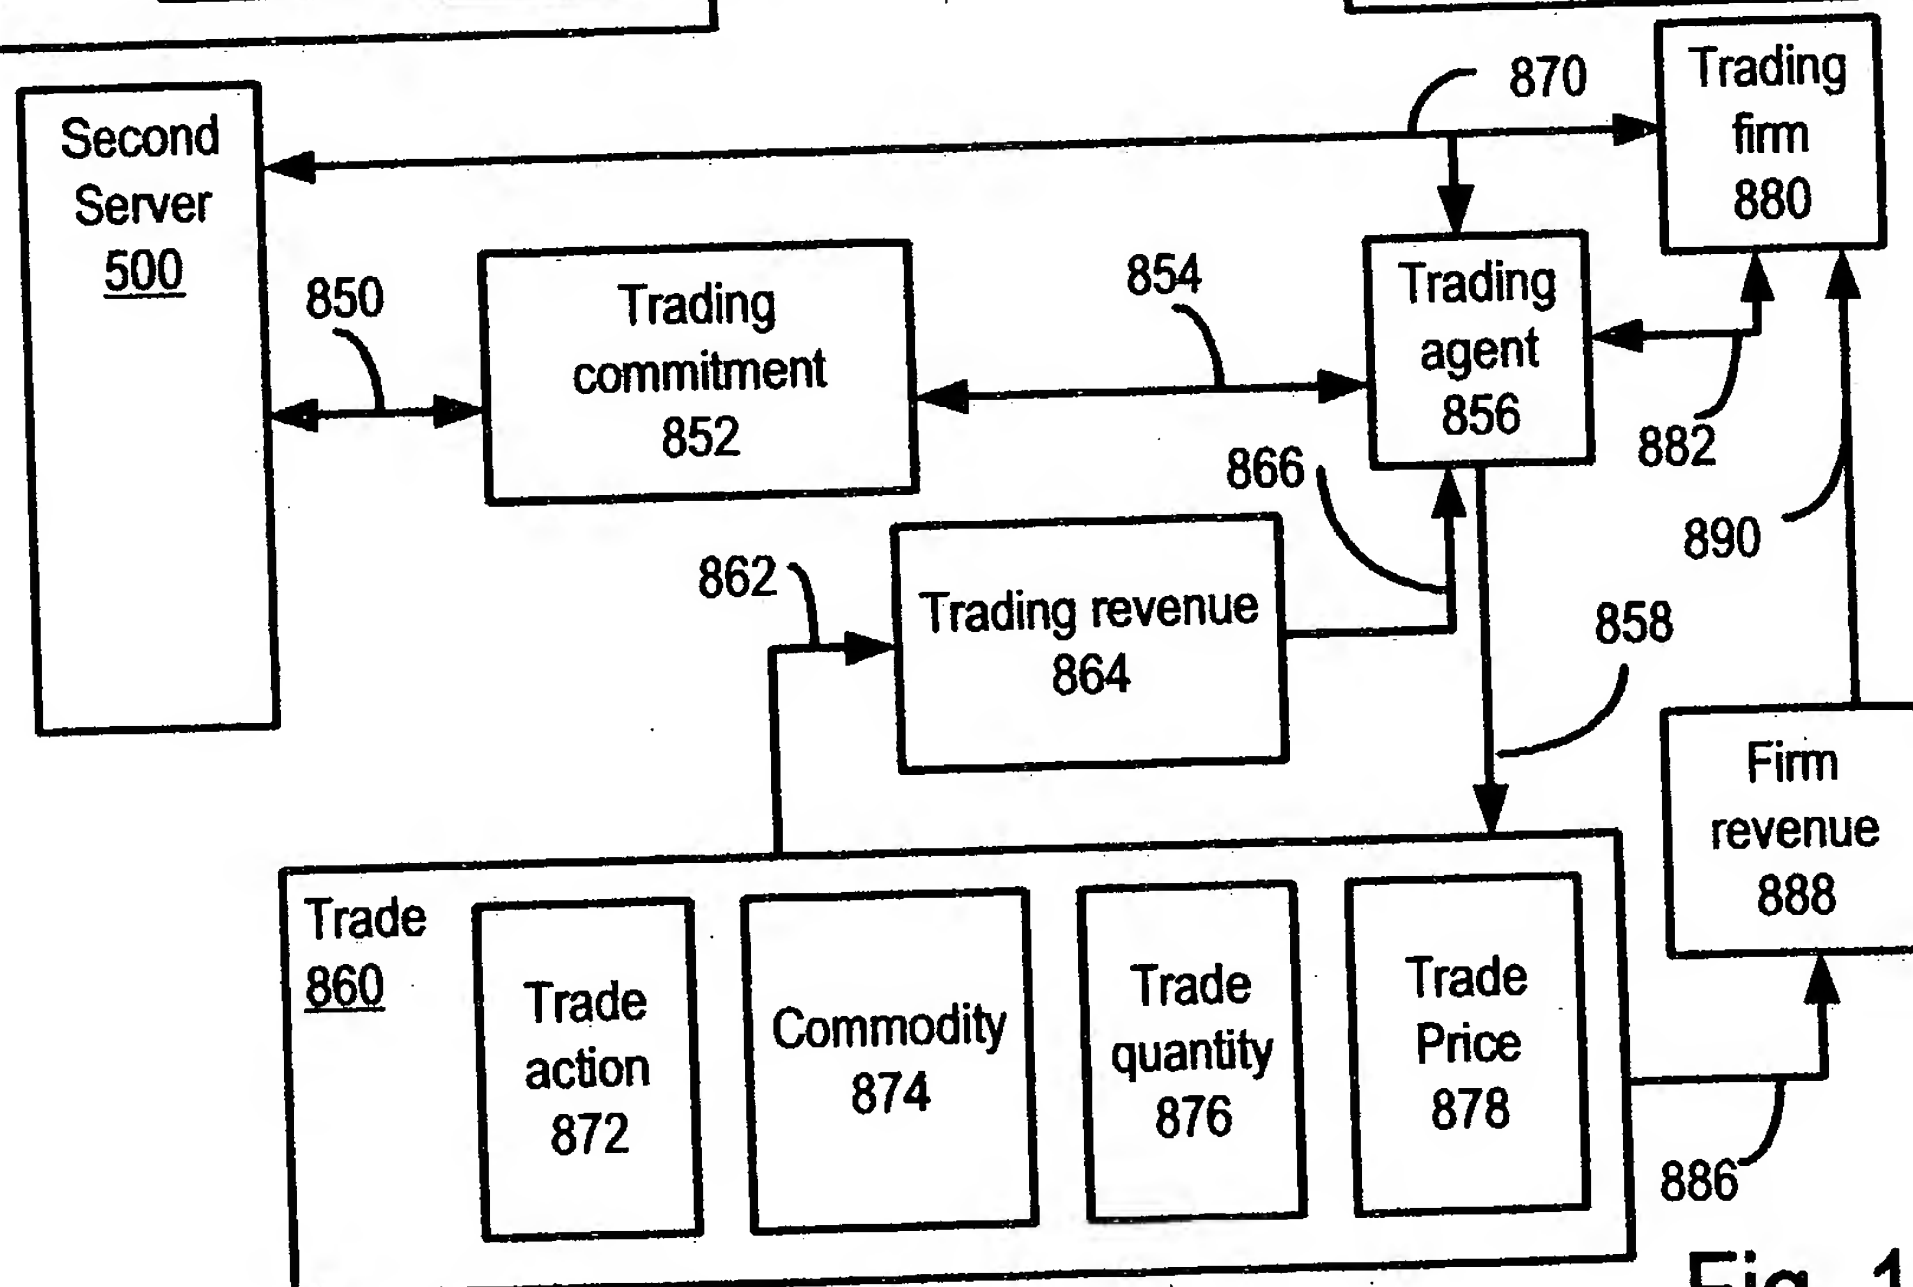 870
Trading
firm
880
Second
Server
500
850
Trading
commitment
852
854
Trading
agent
856
882
866
890
862
Trading revenue
864
858
Firm
revenue
888
Trade
860
Trade
action
872
Commodity
874
Trade
quantity
876
Trade
Price
878
886
Fig. 1